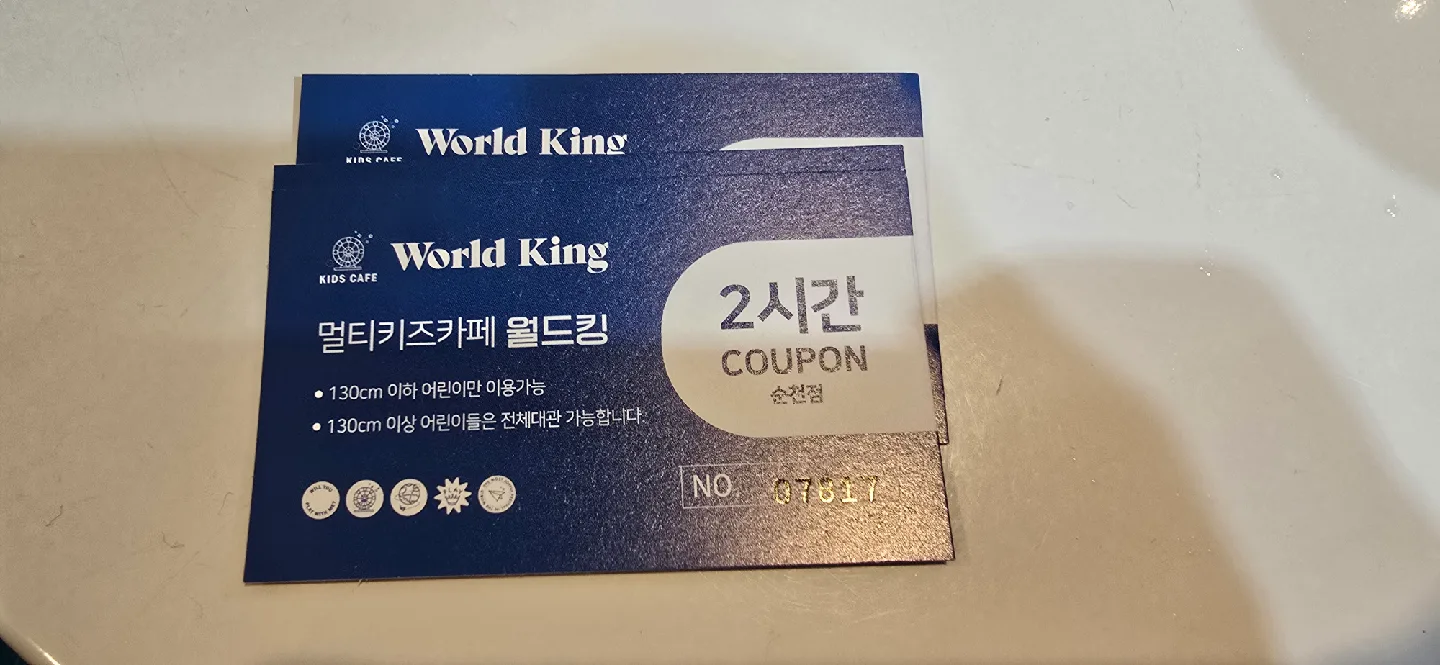 World King
KIDS CAFE
World King
KIDS CAFE
멀티키즈카페 월드킹
• 130cm 이하 어린이만 이용가능
• 130cm 이상 어린이들은 전체대관 가능합니다.
2시간
COUPON
순천점
NO. 07817